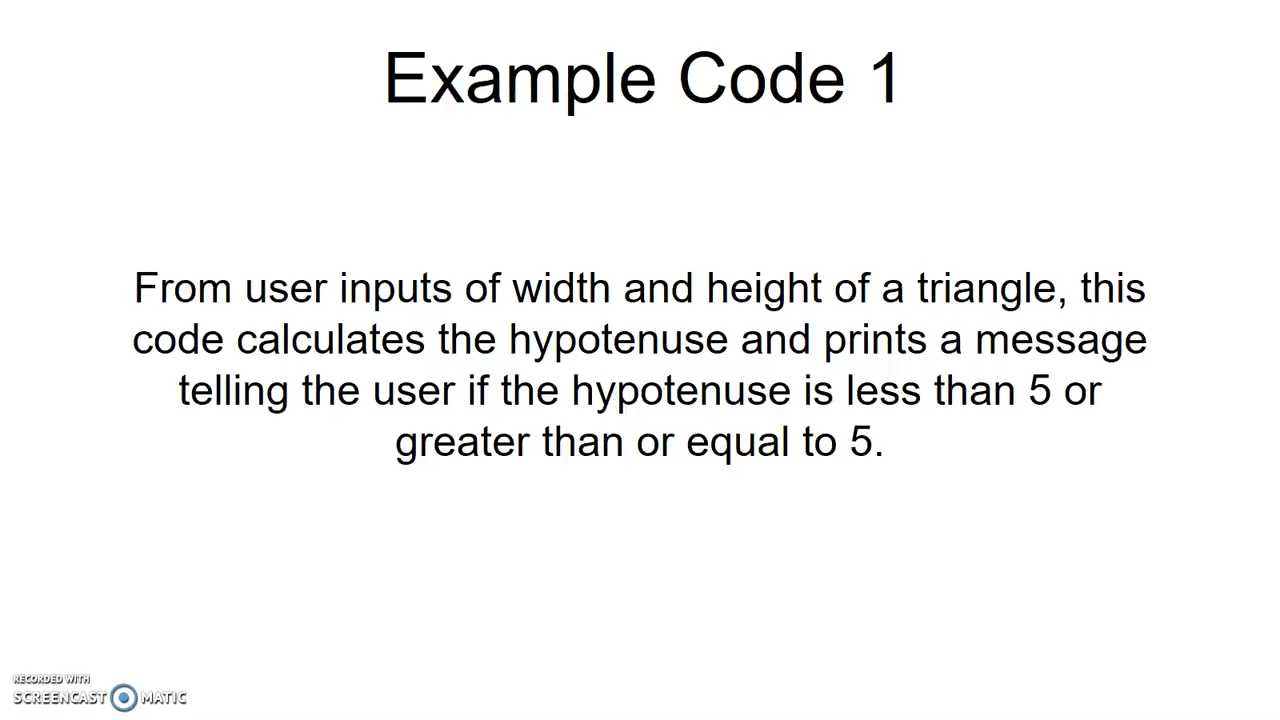 Example Code 1
From user inputs of width and height of a triangle, this
code calculates the hypotenuse and prints a message
telling the user if the hypotenuse is less than 5 or
greater than or equal to 5.
RECORDED WITH
SCREENCAST MATIC